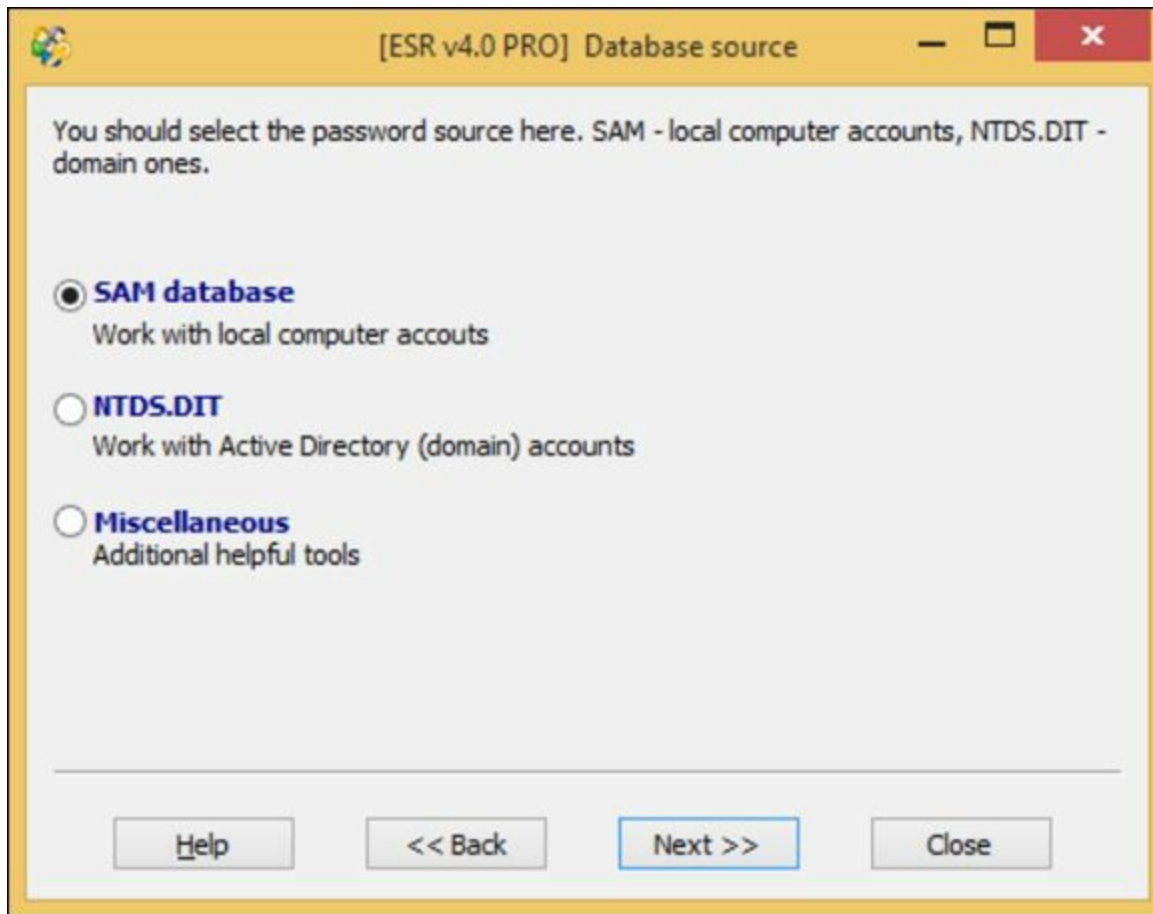 [ESR v4.0 PRO] Database source
You should select the password source here. SAM - local computer accounts, NTDS.DIT -
domain ones.
SAM database
Work with local computer accouts
NTDS.DIT
Work with Active Directory (domain) accounts
Miscellaneous
Additional helpful tools
Help << Back Next >> Close